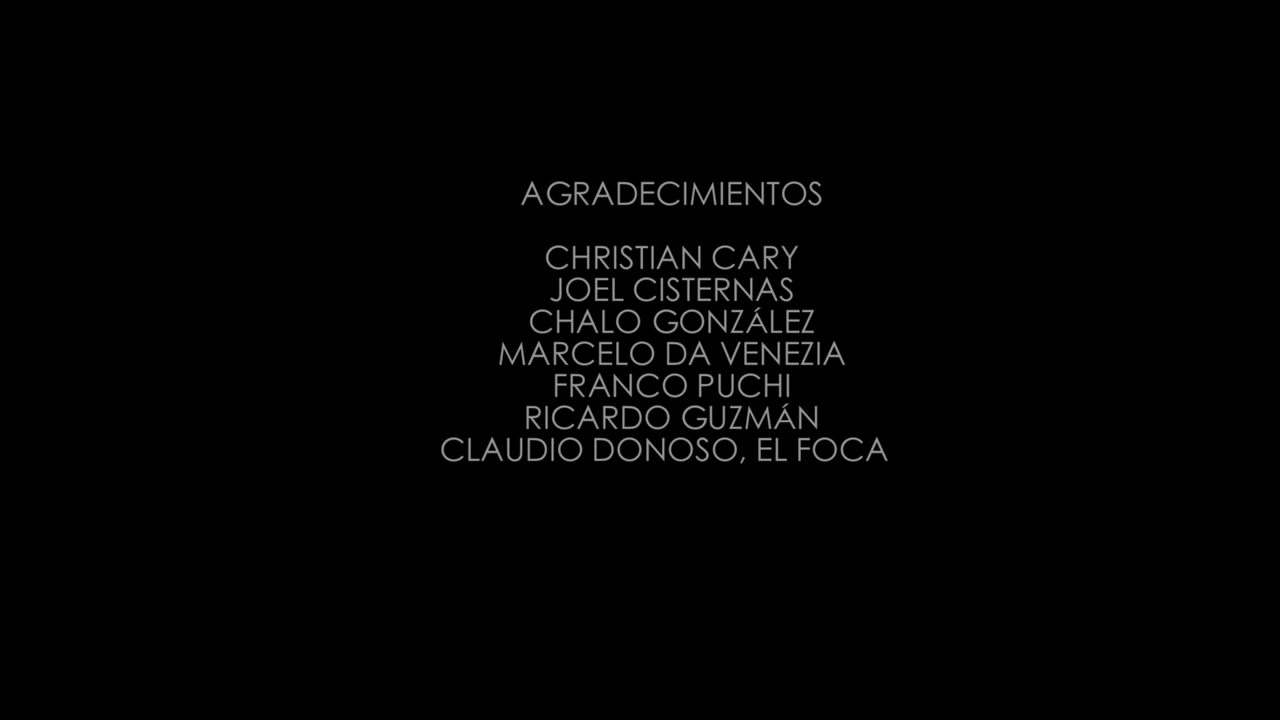 AGRADECIMIENTOS
CHRISTIAN CARY
JOEL CISTERNAS
CHALO GONZÁLEZ
MARCELO DA VENEZIA
FRANCO PUCHI
RICARDO GUZMÁN
CLAUDIO DONOSO, EL FOCA